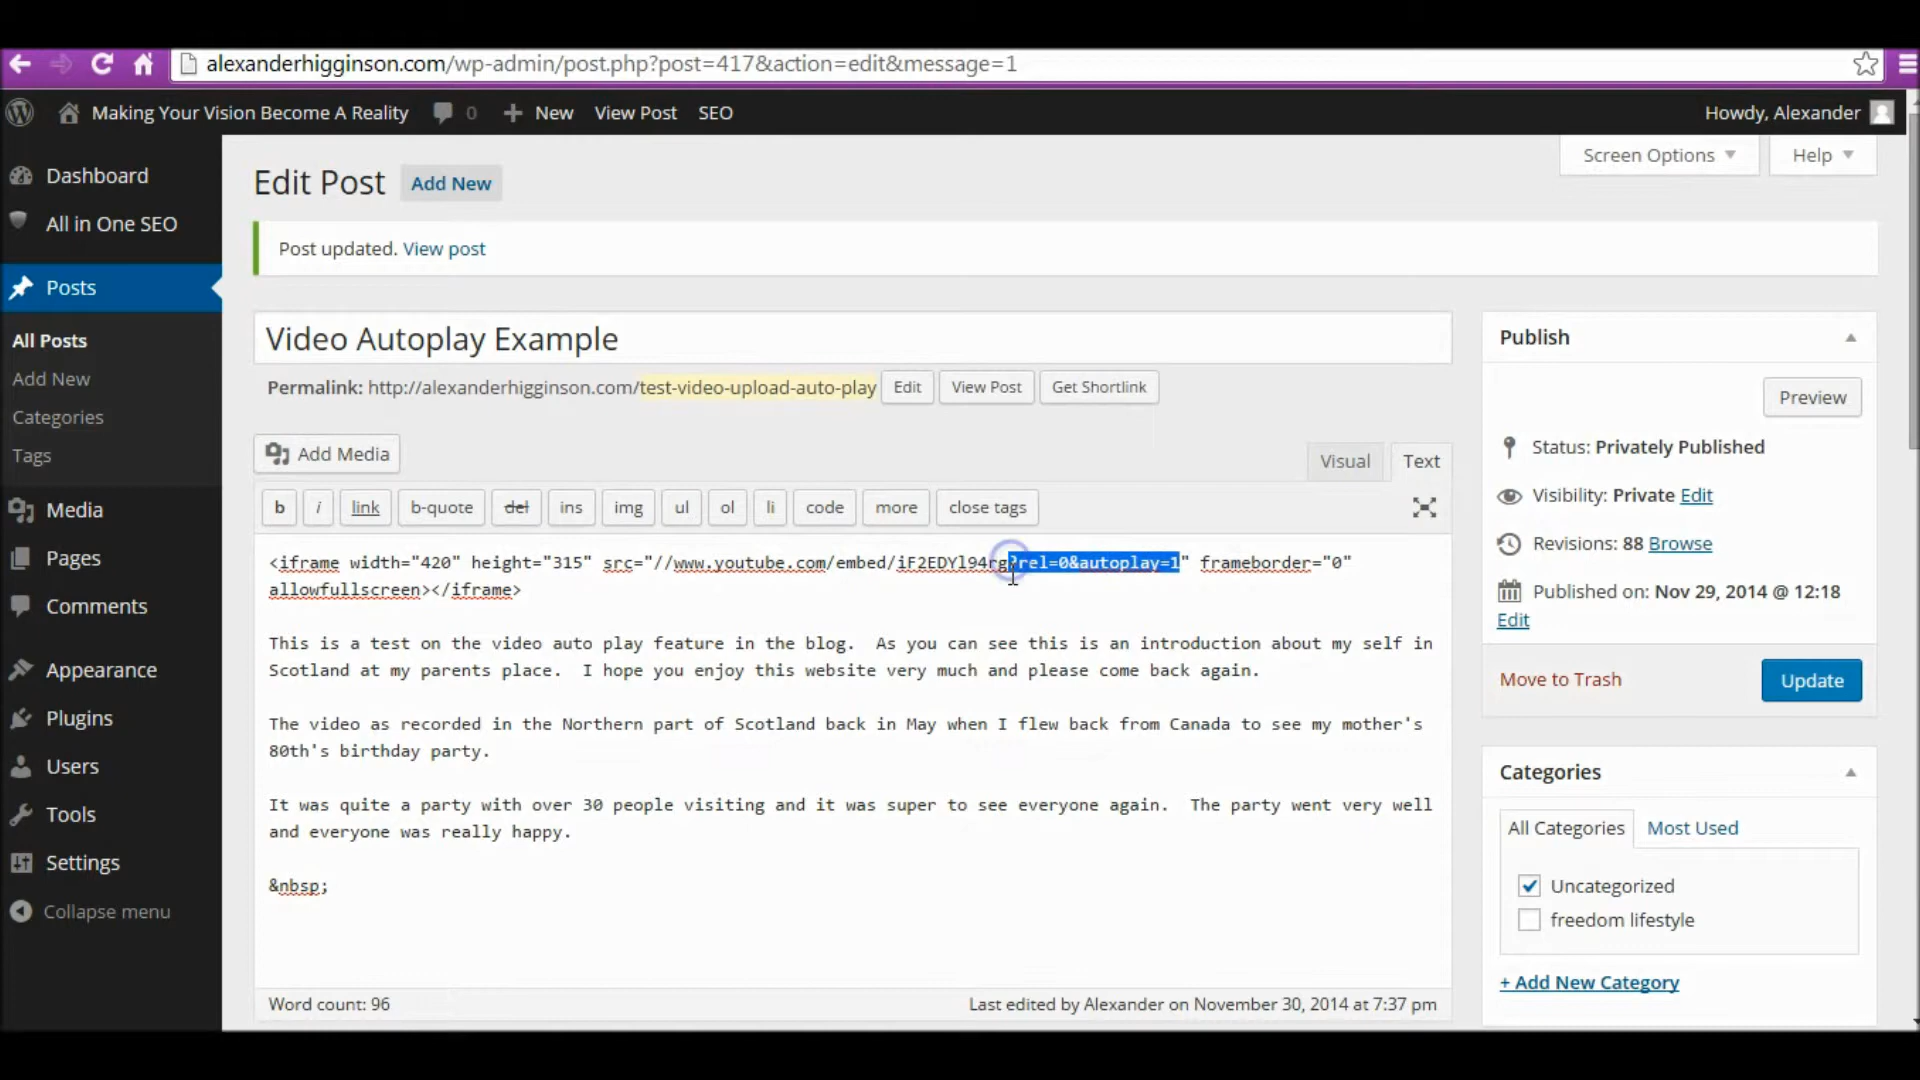 alexanderhigginson.com/wp-admin/post.php?post=417&action=edit&message=1
Making Your Vision Become A Reality 0 New View Post SEO Howdy, Alexander
Dashboard
All in One SEO
Posts
All Posts
Add New
Categories
Tags
Media
Pages
Comments
Appearance
Plugins
Users
Tools
Settings
Collapse menu
Screen Options Help
Edit Post Add New
Post updated. View post
Video Autoplay Example
Permalink: http://alexanderhigginson.com/test-video-upload-auto-play Edit View Post Get Shortlink
Add Media Visual Text
b i link b-quote del ins img ul ol li code more close tags
<iframe width="420" height="315" src="//www.youtube.com/embed/iF2EDYl94rg?rel=0&autoplay=1" frameborder="0"
allowfullscreen></iframe>
This is a test on the video auto play feature in the blog.  As you can see this is an introduction about my self in
Scotland at my parents place.  I hope you enjoy this website very much and please come back again.
The video as recorded in the Northern part of Scotland back in May when I flew back from Canada to see my mother's
80th's birthday party.
It was quite a party with over 30 people visiting and it was super to see everyone again.  The party went very well
and everyone was really happy.
&nbsp;
Word count: 96 Last edited by Alexander on November 30, 2014 at 7:37 pm
Publish
Preview
Status: Privately Published
Visibility: Private Edit
Revisions: 88 Browse
Published on: Nov 29, 2014 @ 12:18
Edit
Move to Trash Update
Categories
All Categories Most Used
Uncategorized
freedom lifestyle
+ Add New Category